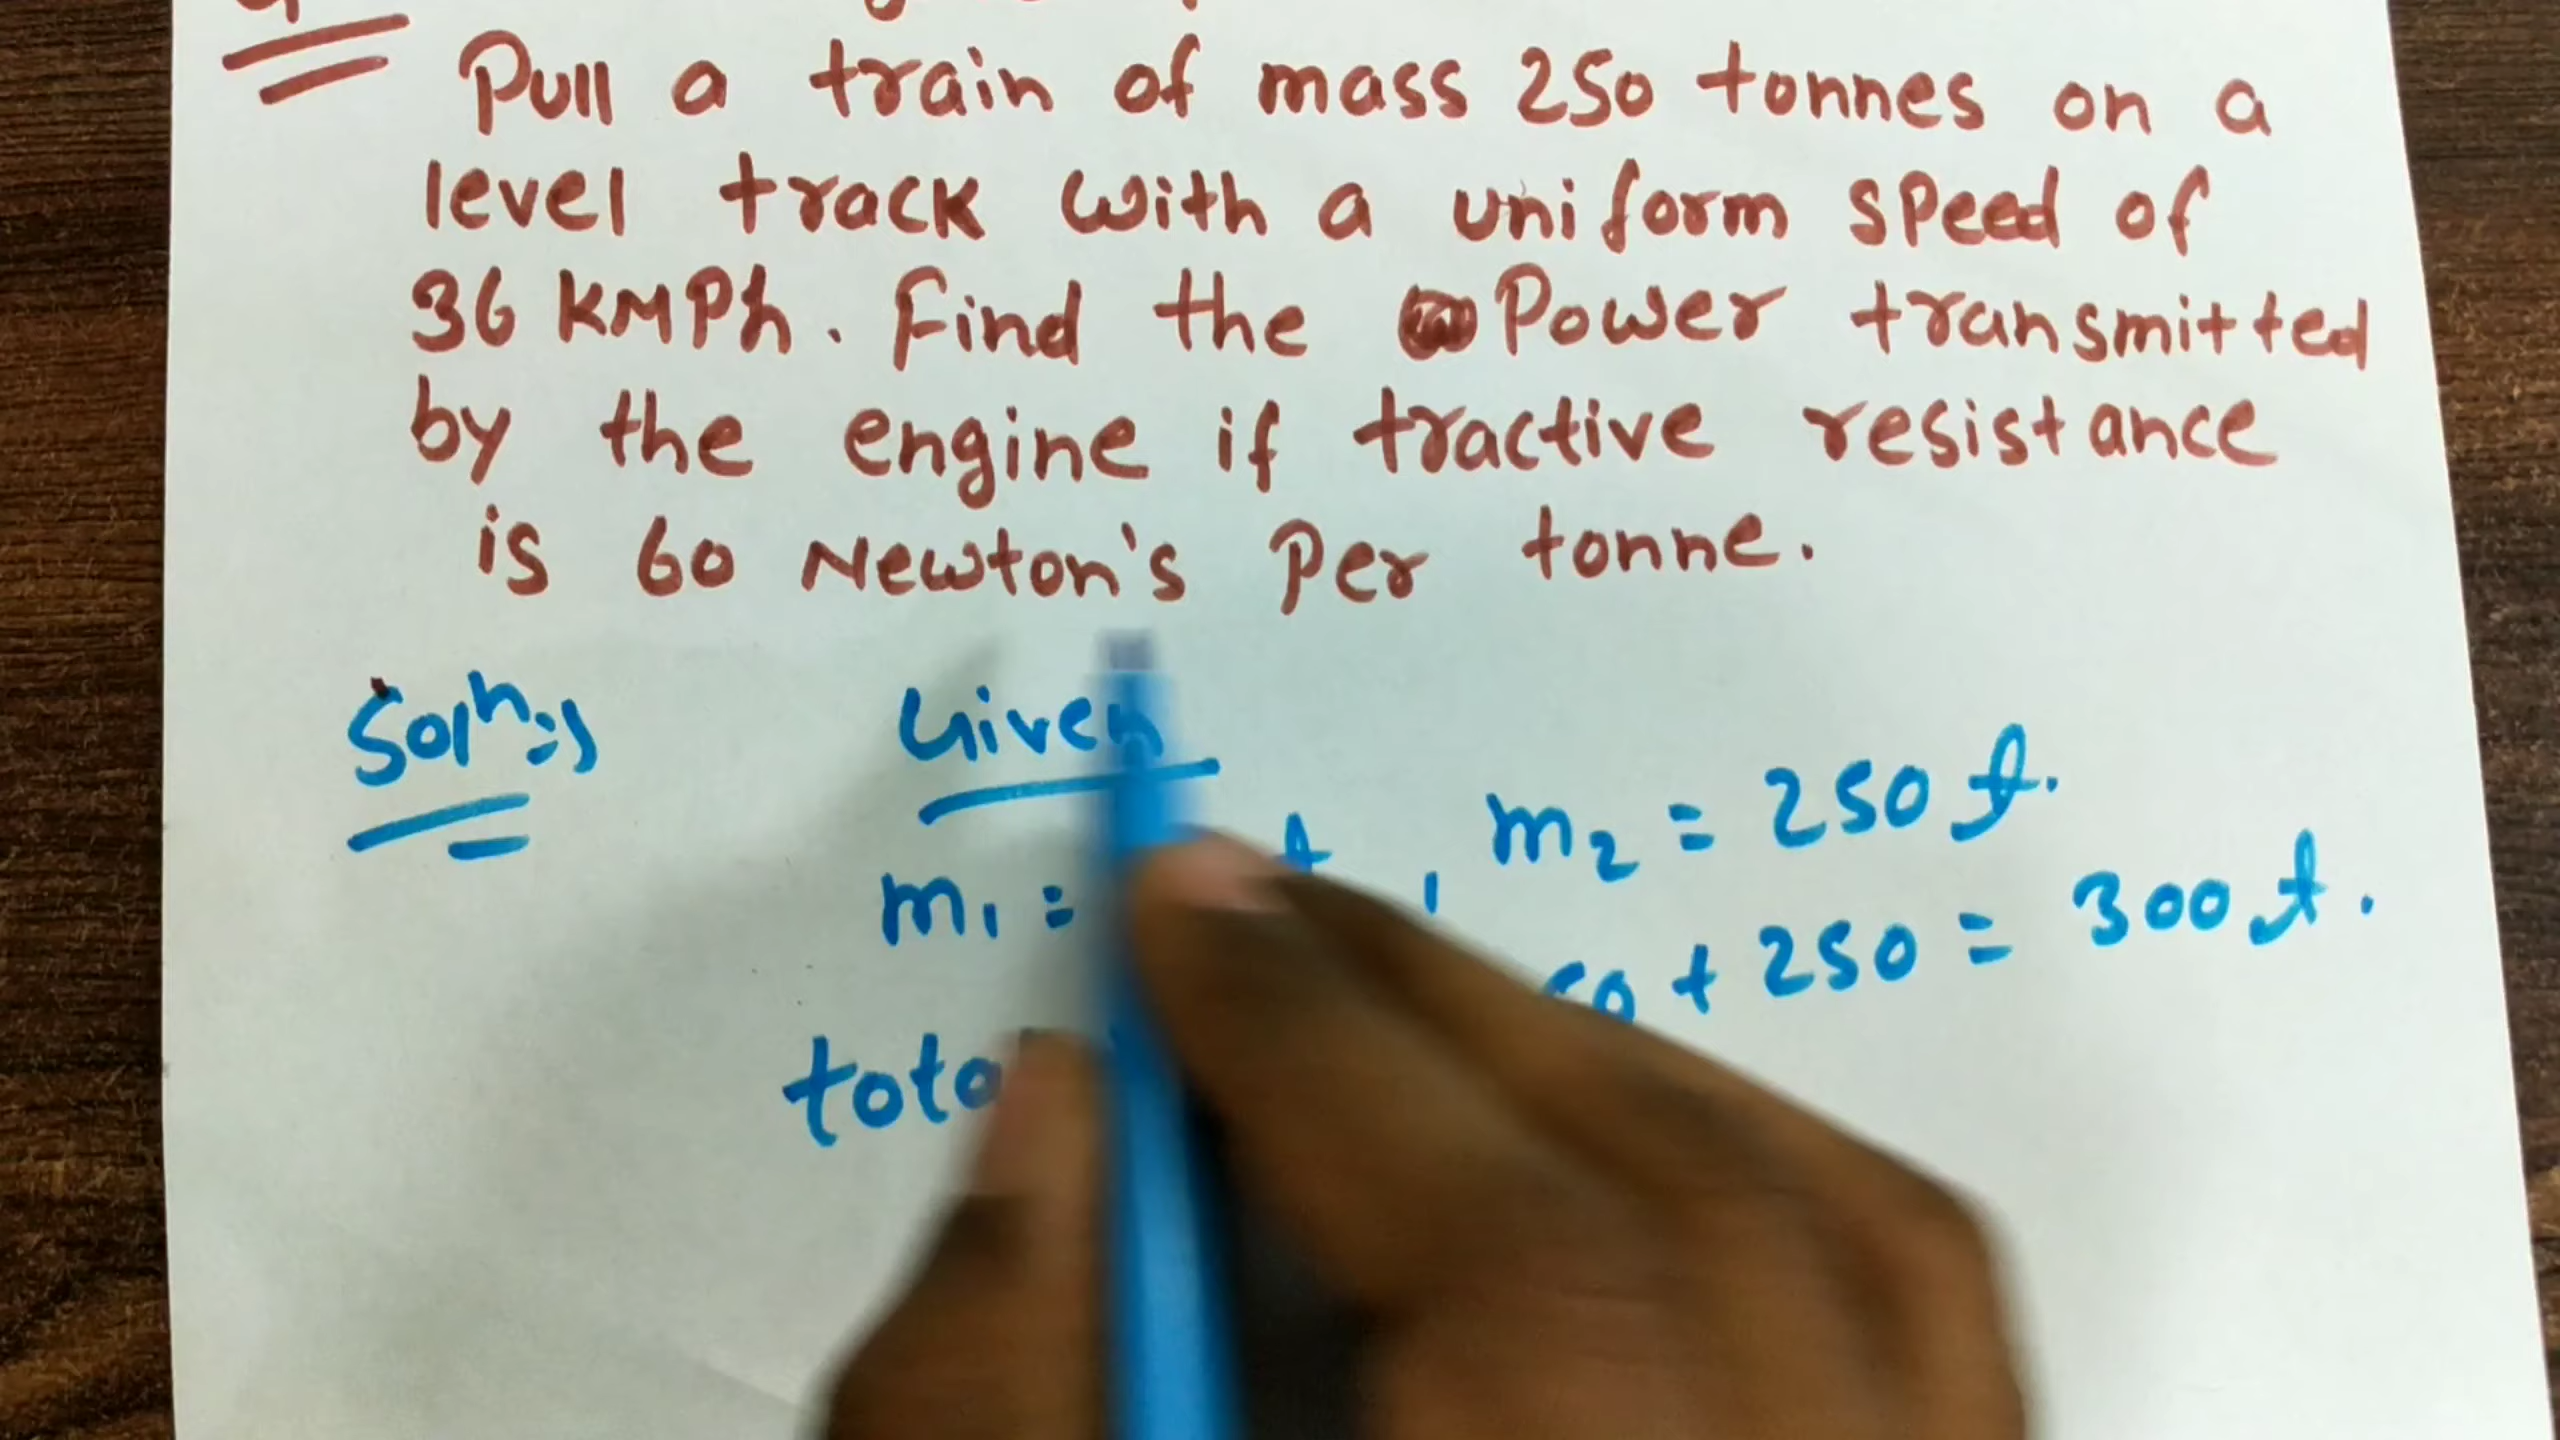 Pull a train of mass 250 tonnes on a
level track with a uniform speed of
36 KMPh. Find the Power transmitted
by the engine if tractive resistance
is 60 Newton's Per tonne.
Soln:)
Given
m1 = t, m2 = 250 t.
50 + 250 = 300 t.